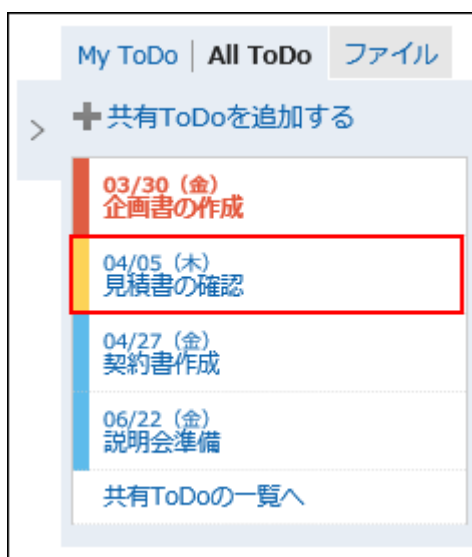 My ToDo | All ToDo ファイル
共有ToDoを追加する
03/30（金）
企画書の作成
04/05（木）
見積書の確認
04/27（金）
契約書作成
06/22（金）
説明会準備
共有ToDoの一覧へ